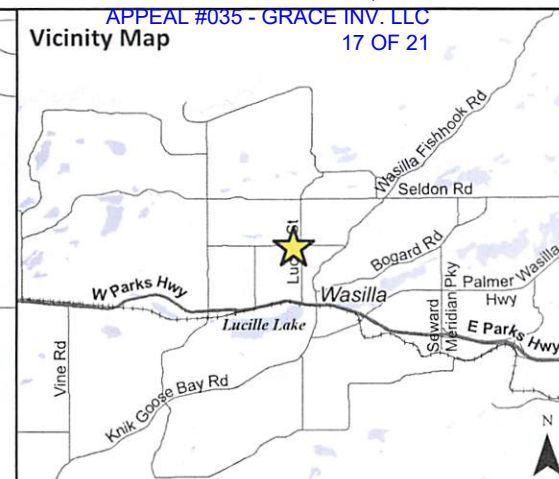 APPEAL #035 - GRACE INV. LLC
17 OF 21
Vicinity Map
Wasilla Fishhook Rd
Seldon Rd
St
Bogard Rd
Palmer Wasilla
Hwy
W Parks Hwy
Wasilla
Lucille Lake
Seward
Meridian Pky
E Parks Hwy
Vine Rd
Knik Goose Bay Rd
N